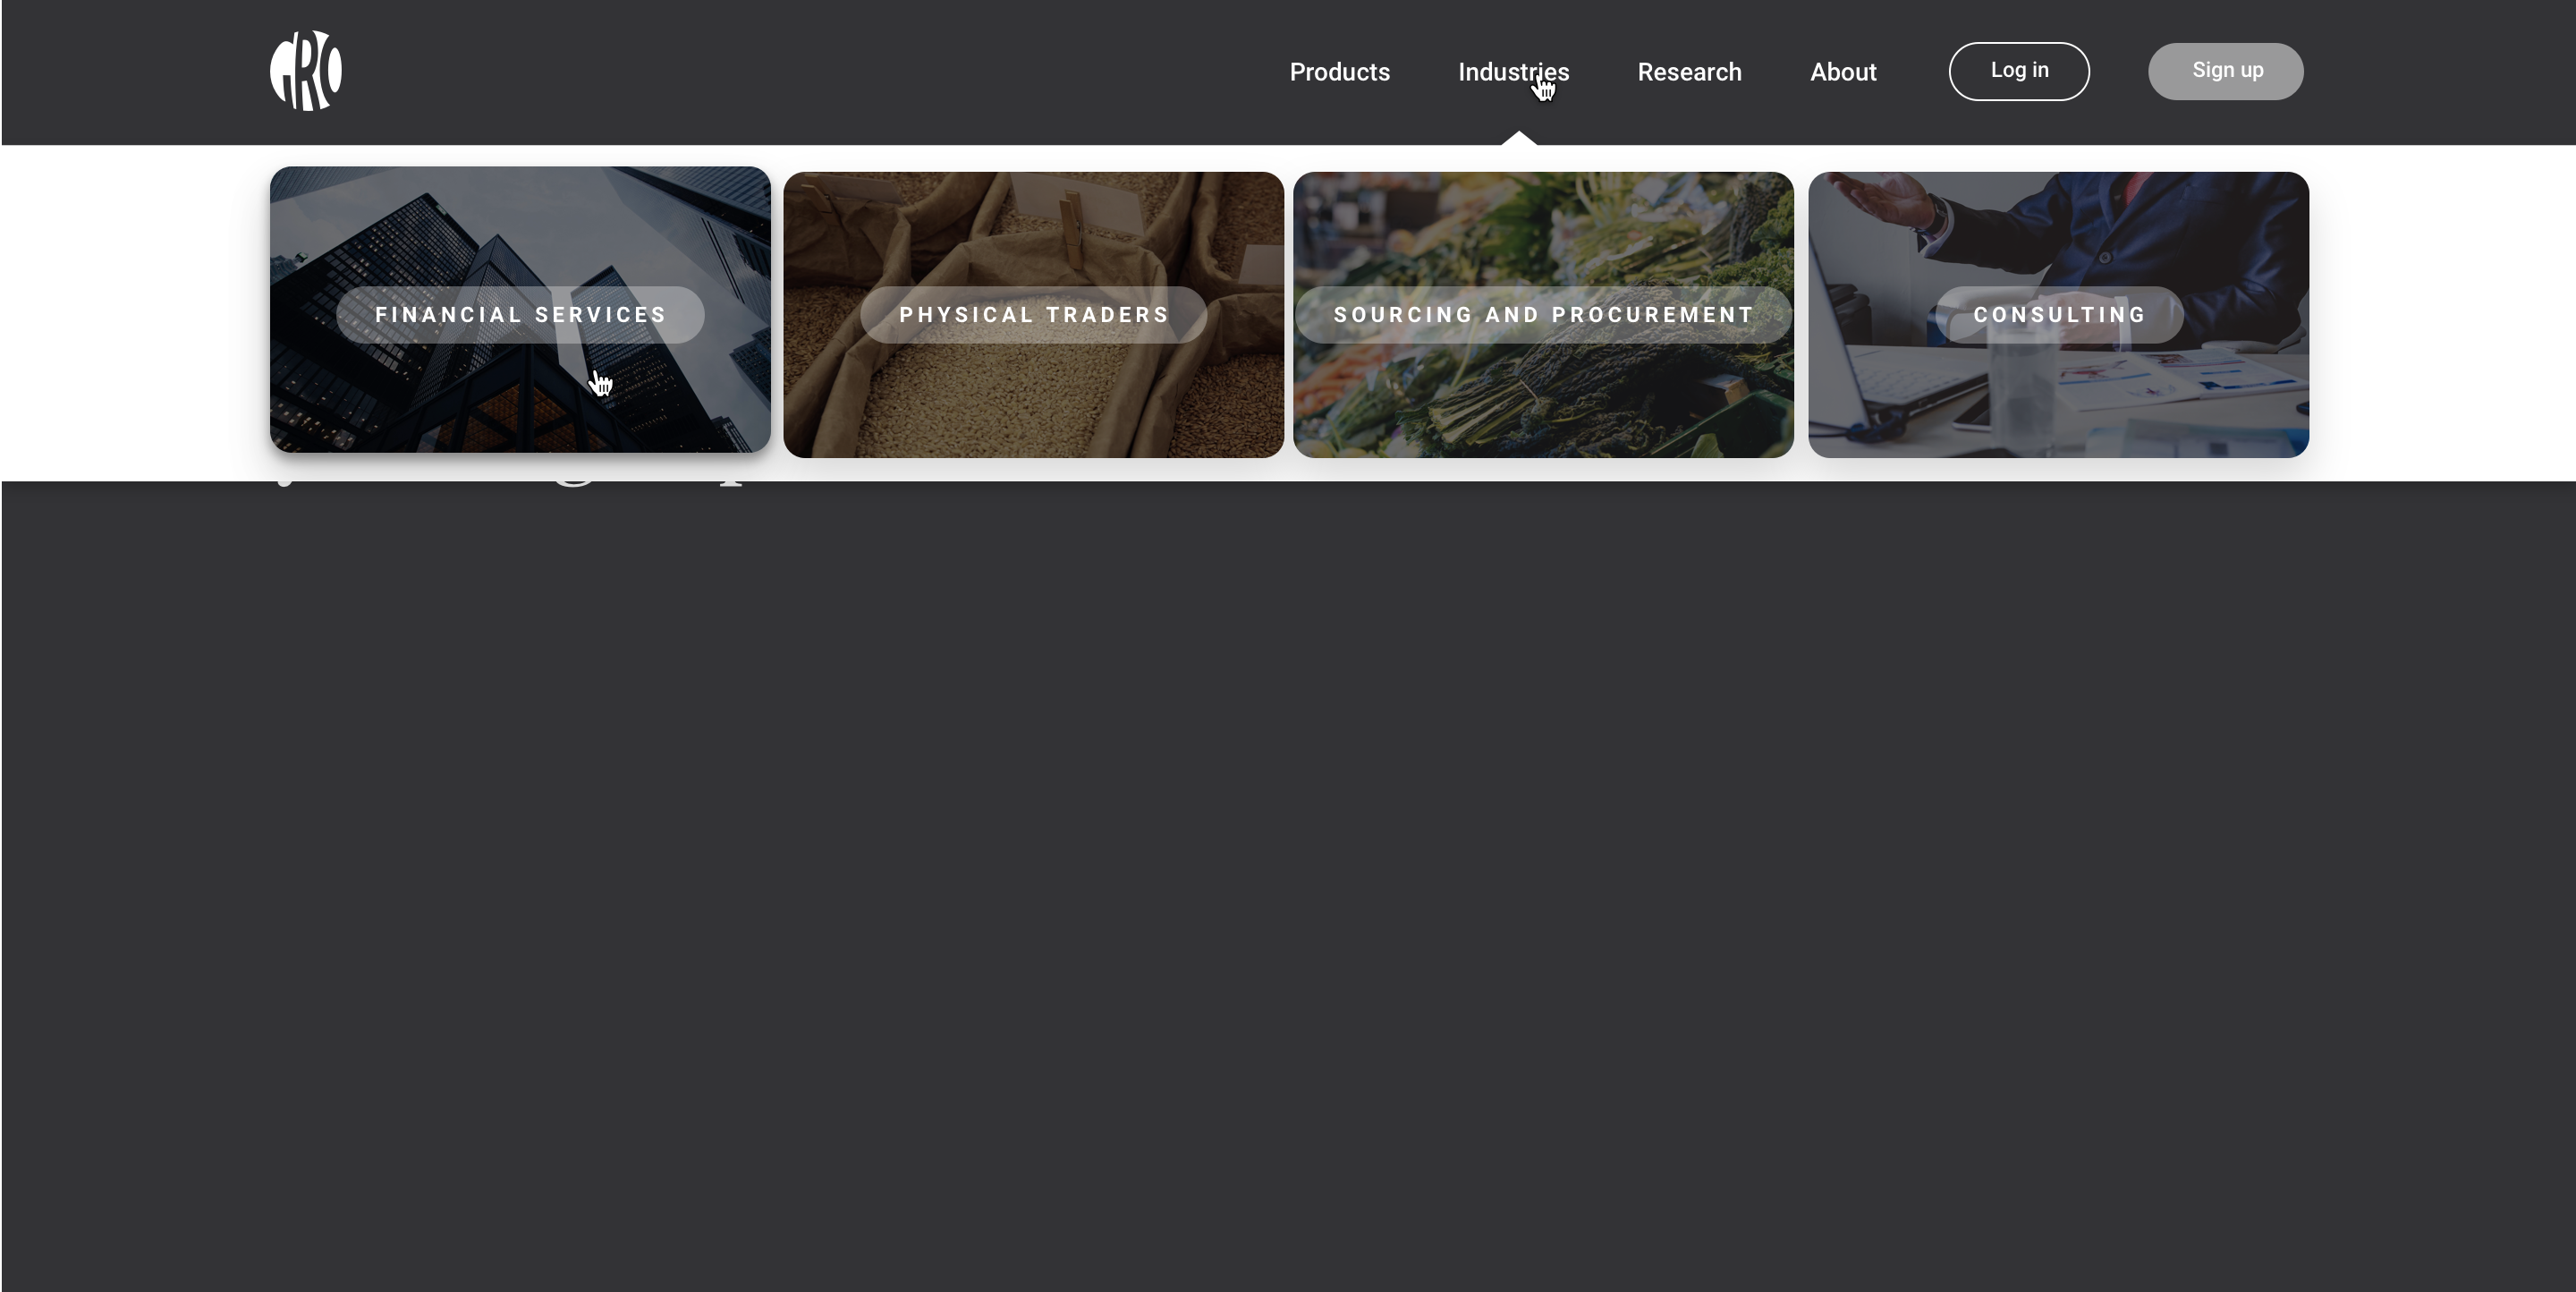 GRO
Products Industries Research About Log in Sign up
FINANCIAL SERVICES PHYSICAL TRADERS SOURCING AND PROCUREMENT CONSULTING